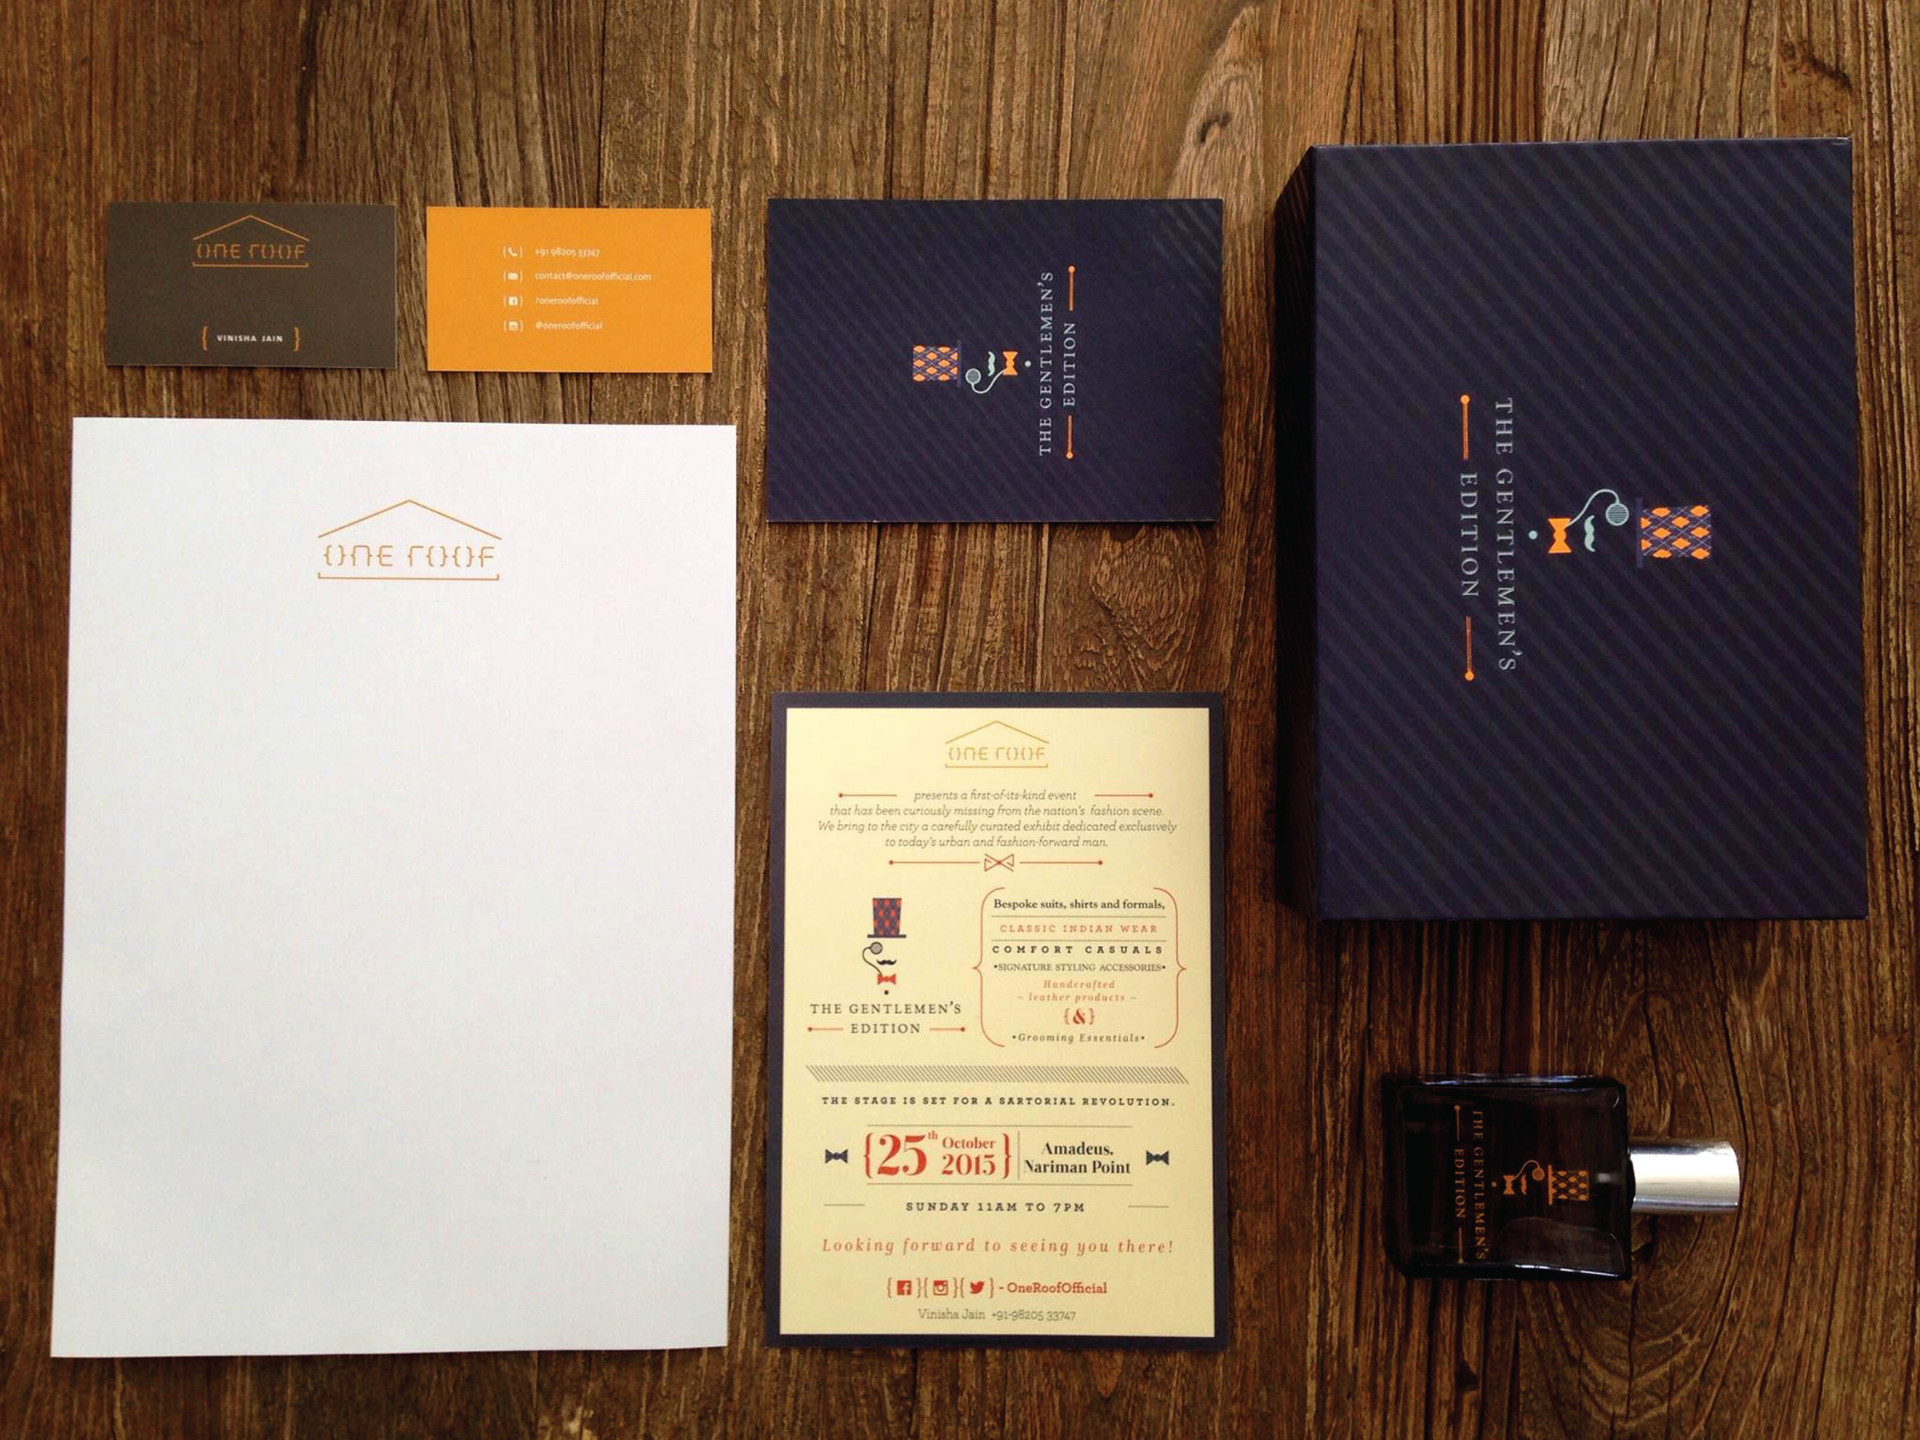 ONE ROOF
{ VINISHA JAIN }
+91 98205 33747
contact@oneroofofficial.com
/oneroofofficial
@oneroofofficial
ONE ROOF
THE GENTLEMEN'S
EDITION
ONE ROOF
presents a first-of-its-kind event
that has been curiously missing from the nation's fashion scene.
We bring to the city a carefully curated exhibit dedicated exclusively
to today's urban and fashion-forward man.
THE GENTLEMEN'S
EDITION
Bespoke suits, shirts and formals,
CLASSIC INDIAN WEAR
COMFORT CASUALS
•SIGNATURE STYLING ACCESSORIES•
Handcrafted
~ leather products ~
{&}
•Grooming Essentials•
THE STAGE IS SET FOR A SARTORIAL REVOLUTION.
{25th October 2015} Amadeus,
Nariman Point
SUNDAY 11AM TO 7PM
Looking forward to seeing you there!
- OneRoofOfficial
Vinisha Jain +91-98205 33747
THE GENTLEMEN'S
EDITION
THE GENTLEMEN'S
EDITION